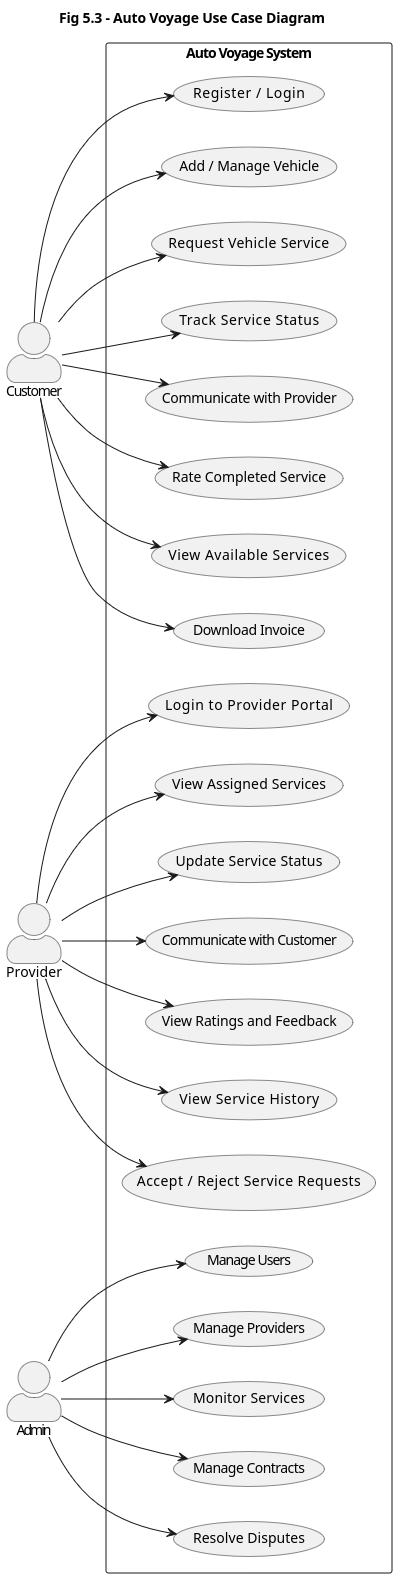 Fig 5.3 - Auto Voyage Use Case Diagram
Auto Voyage System
Register / Login
Add / Manage Vehicle
Request Vehicle Service
Track Service Status
Customer
Communicate with Provider
Rate Completed Service
View Available Services
Download Invoice
Login to Provider Portal
View Assigned Services
Update Service Status
Communicate with Customer
Provider
View Ratings and Feedback
View Service History
Accept / Reject Service Requests
Manage Users
Manage Providers
Monitor Services
Admin
Manage Contracts
Resolve Disputes